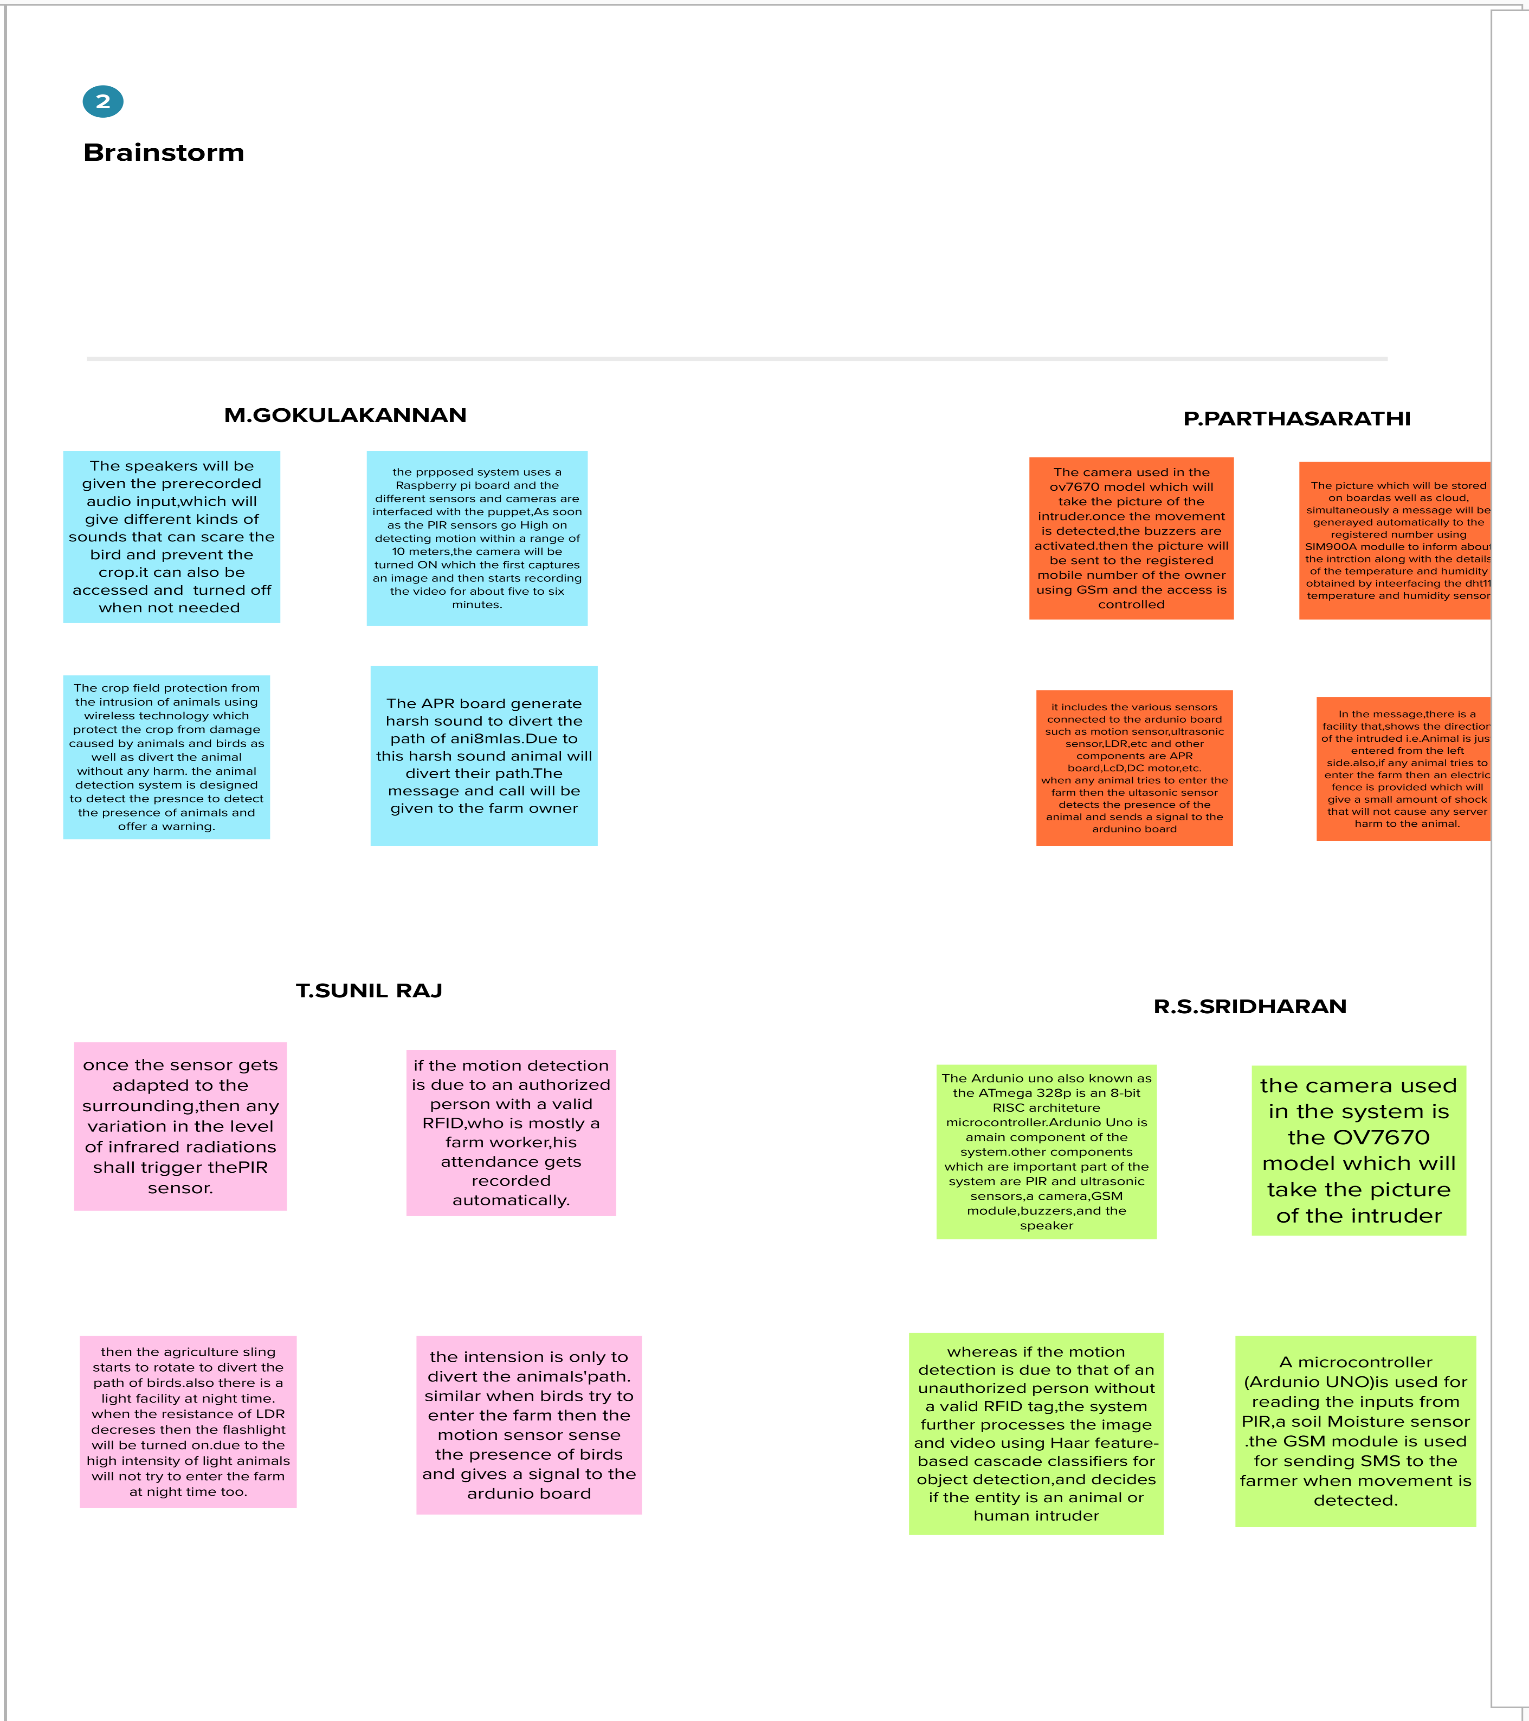 2
Brainstorm
M.GOKULAKANNAN
The speakers will be
given the prerecorded
audio input,which will
give different kinds of
sounds that can scare the
bird and prevent the
crop.it can also be
accessed and turned off
when not needed
the prpposed system uses a
Raspberry pi board and the
different sensors and cameras are
interfaced with the puppet,As soon
as the PIR sensors go High on
detecting motion within a range of
10 meters,the camera will be
turned ON which the first captures
an image and then starts recording
the video for about five to six
minutes.
The crop field protection from
the intrusion of animals using
wireless technology which
protect the crop from damage
caused by animals and birds as
well as divert the animal
without any harm. the animal
detection system is designed
to detect the presnce to detect
the presence of animals and
offer a warning.
The APR board generate
harsh sound to divert the
path of ani8mlas.Due to
this harsh sound animal will
divert their path.The
message and call will be
given to the farm owner
P.PARTHASARATHI
The camera used in the
ov7670 model which will
take the picture of the
intruder.once the movement
is detected,the buzzers are
activated.then the picture will
be sent to the registered
mobile number of the owner
using GSm and the access is
controlled
The picture which will be stored
on boardas well as cloud,
simultaneously a message will be
generayed automatically to the
registered number using
SIM900A modulle to inform about
the intrction along with the details
of the temperature and humidity
obtained by inteerfacing the dht11
temperature and humidity sensor
it includes the various sensors
connected to the ardunio board
such as motion sensor,ultrasonic
sensor,LDR,etc and other
components are APR
board,LcD,DC motor,etc.
when any animal tries to enter the
farm then the ultasonic sensor
detects the presence of the
animal and sends a signal to the
ardunino board
In the message,there is a
facility that,shows the direction
of the intruded i.e.Animal is jus
entered from the left
side.also,if any animal tries to
enter the farm then an electric
fence is provided which will
give a small amount of shock
that will not cause any server
harm to the animal.
T.SUNIL RAJ
once the sensor gets
adapted to the
surrounding,then any
variation in the level
of infrared radiations
shall trigger thePIR
sensor.
if the motion detection
is due to an authorized
person with a valid
RFID,who is mostly a
farm worker,his
attendance gets
recorded
automatically.
then the agriculture sling
starts to rotate to divert the
path of birds.also there is a
light facility at night time.
when the resistance of LDR
decreses then the flashlight
will be turned on.due to the
high intensity of light animals
will not try to enter the farm
at night time too.
the intension is only to
divert the animals'path.
similar when birds try to
enter the farm then the
motion sensor sense
the presence of birds
and gives a signal to the
ardunio board
R.S.SRIDHARAN
The Ardunio uno also known as
the ATmega 328p is an 8-bit
RISC architeture
microcontroller.Ardunio Uno is
amain component of the
system.other components
which are important part of the
system are PIR and ultrasonic
sensors,a camera,GSM
module,buzzers,and the
speaker
the camera used
in the system is
the OV7670
model which will
take the picture
of the intruder
whereas if the motion
detection is due to that of an
unauthorized person without
a valid RFID tag,the system
further processes the image
and video using Haar feature-
based cascade classifiers for
object detection,and decides
if the entity is an animal or
human intruder
A microcontroller
(Ardunio UNO)is used for
reading the inputs from
PIR,a soil Moisture sensor
.the GSM module is used
for sending SMS to the
farmer when movement is
detected.